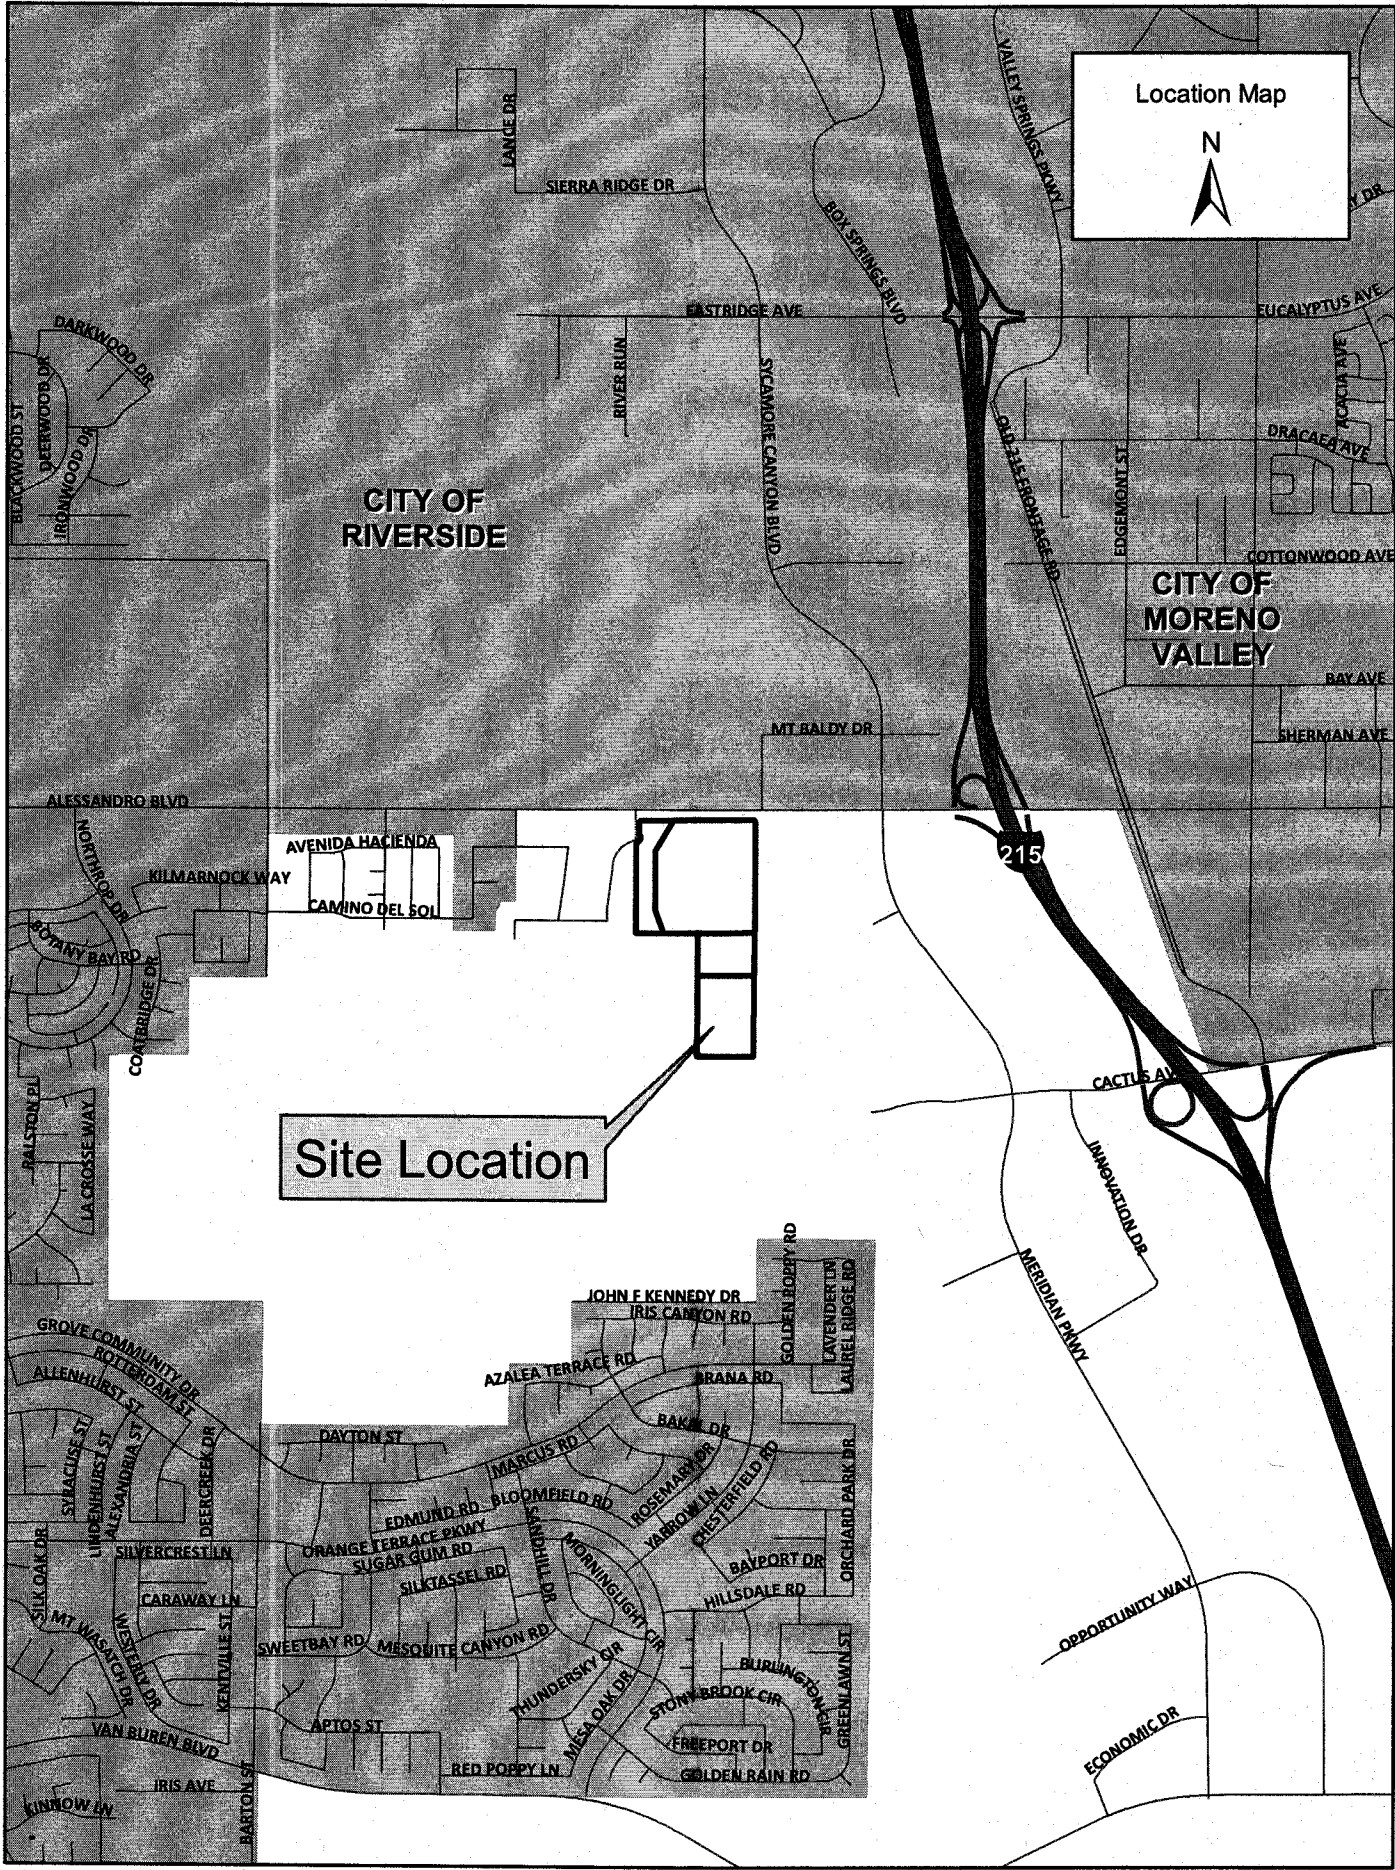 VALLEY SPRINGS PKWY
Location Map
N
LANCE DR
SIERRA RIDGE DR
Y DR
BOX SPRINGS BLVD
EASTRIDGE AVE
EUCALYPTUS AVE
DARKWOOD DR
DEERWOOD DR
BLACKWOOD ST
IRONWOOD DR
RIVER RUN
SYCAMORE CANYON BLVD
ACACIA AVE
DRACAEA AVE
OLD 215 FRONTAGE RD
EDGEMONT ST
CITY OF
RIVERSIDE
COTTONWOOD AVE
CITY OF
MORENO
VALLEY
BAY AVE
MT BALDY DR
SHERMAN AVE
ALESSANDRO BLVD
NORTHROP DR
AVENIDA HACIENDA
215
KILMARNOCK WAY
CAMINO DEL SOL
BOTANY BAY RD
COATBRIDGE DR
CACTUS AV
RALSTON PL
LA CROSSE WAY
Site Location
INNOVATION DR
MERIDIAN PKWY
GOLDEN POPPY RD
LAVENDER LN
LAUREL RIDGE RD
JOHN F KENNEDY DR
IRIS CANYON RD
GROVE COMMUNITY DR
ROTTERDAM ST
ALLENHURST ST
AZALEA TERRACE RD
BRANA RD
SYRACUSE ST
LINDENHURST ST
ALEXANDRIA ST
DEERCREEK DR
DAYTON ST
MARCUS RD
BAKAL DR
ROSEMARY DR
YARROW LN
CHESTERFIELD RD
ORCHARD PARK DR
EDMUND RD
BLOOMFIELD RD
ORANGE TERRACE PKWY
SANDHILL DR
SUGAR GUM RD
SILKTASSEL RD
MORNINGLIGHT CIR
BAYPORT DR
HILLSDALE RD
SILVERCREST LN
SILK OAK DR
CARAWAY LN
MT WASATCH DR
WESTERLY DR
KENTVILLE ST
SWEETBAY RD
MESQUITE CANYON RD
OPPORTUNITY WAY
THUNDERSKY CIR
MESA OAK DR
BURLINGTON CIR
STONY BROOK CIR
GREENLAWN ST
VAN BUREN BLVD
APTOS ST
FREEPORT DR
ECONOMIC DR
IRIS AVE
RED POPPY LN
GOLDEN RAIN RD
KINNOW LN
BARTON ST